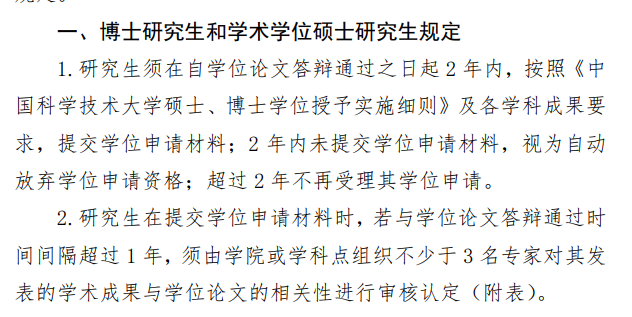 一、博士研究生和学术学位硕士研究生规定
1.研究生须在自学位论文答辩通过之日起 2 年内，按照《中
国科学技术大学硕士、博士学位授予实施细则》及各学科成果要
求，提交学位申请材料；2 年内未提交学位申请材料，视为自动
放弃学位申请资格；超过 2 年不再受理其学位申请。
2.研究生在提交学位申请材料时，若与学位论文答辩通过时
间间隔超过 1 年，须由学院或学科点组织不少于 3 名专家对其发
表的学术成果与学位论文的相关性进行审核认定（附表）。